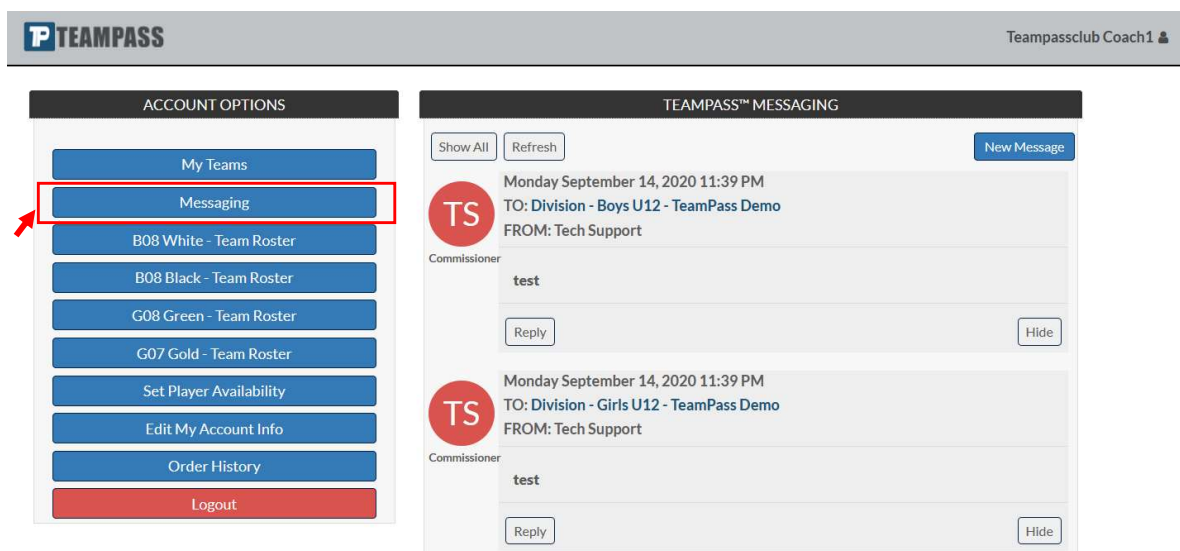 TP TEAMPASS
Teampassclub Coach1
ACCOUNT OPTIONS
My Teams
Messaging
B08 White - Team Roster
B08 Black - Team Roster
G08 Green - Team Roster
G07 Gold - Team Roster
Set Player Availability
Edit My Account Info
Order History
Logout
TEAMPASS™ MESSAGING
Show All Refresh New Message
TS
Commissioner
Monday September 14, 2020 11:39 PM
TO: Division - Boys U12 - TeamPass Demo
FROM: Tech Support
test
Reply Hide
TS
Commissioner
Monday September 14, 2020 11:39 PM
TO: Division - Girls U12 - TeamPass Demo
FROM: Tech Support
test
Reply Hide